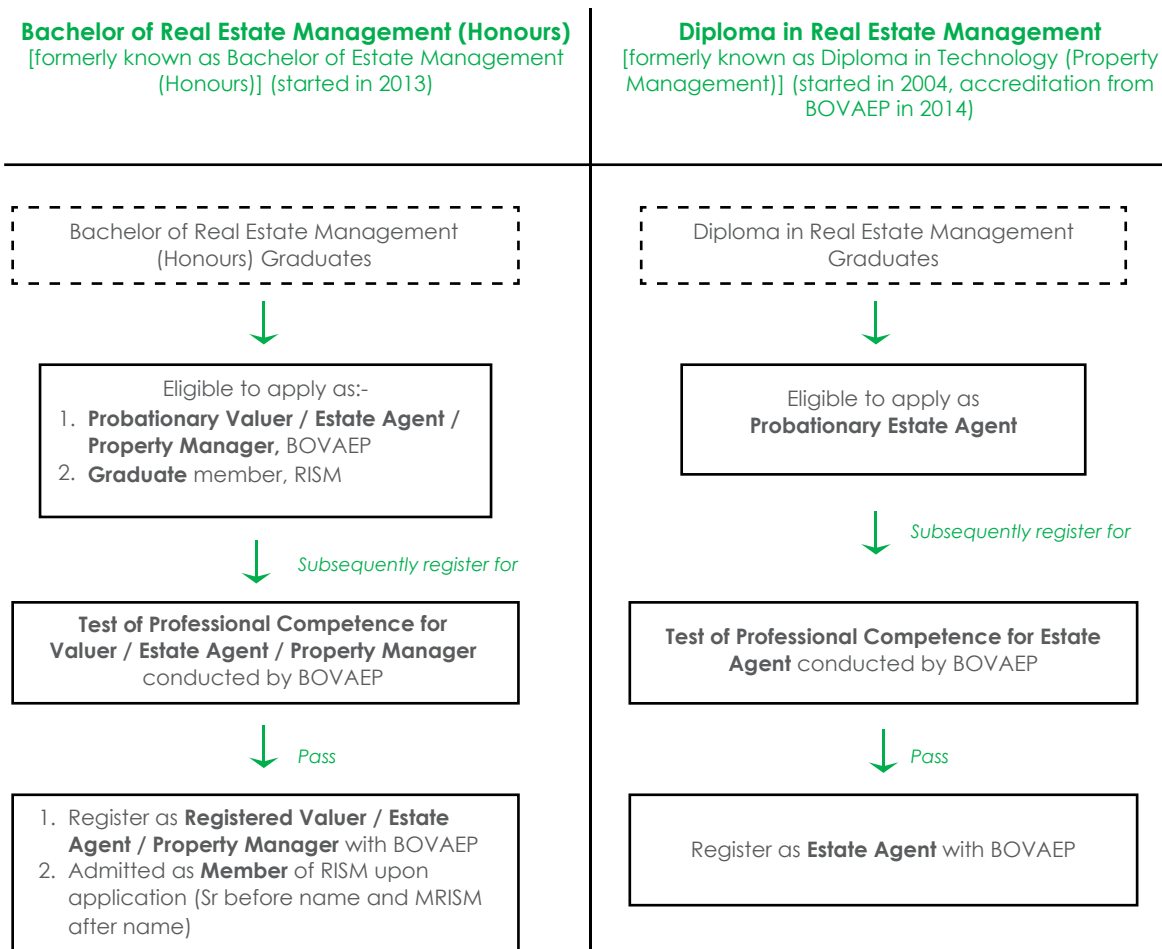 Bachelor of Real Estate Management (Honours)
[formerly known as Bachelor of Estate Management
(Honours)] (started in 2013)
Bachelor of Real Estate Management
(Honours) Graduates
Eligible to apply as:-
1. Probationary Valuer / Estate Agent /
Property Manager, BOVAEP
2. Graduate member, RISM
Subsequently register for
Test of Professional Competence for
Valuer / Estate Agent / Property Manager
conducted by BOVAEP
Pass
1. Register as Registered Valuer / Estate
Agent / Property Manager with BOVAEP
2. Admitted as Member of RISM upon
application (Sr before name and MRISM
after name)
Diploma in Real Estate Management
[formerly known as Diploma in Technology (Property
Management)] (started in 2004, accreditation from
BOVAEP in 2014)
Diploma in Real Estate Management
Graduates
Eligible to apply as
Probationary Estate Agent
Subsequently register for
Test of Professional Competence for Estate
Agent conducted by BOVAEP
Pass
Register as Estate Agent with BOVAEP